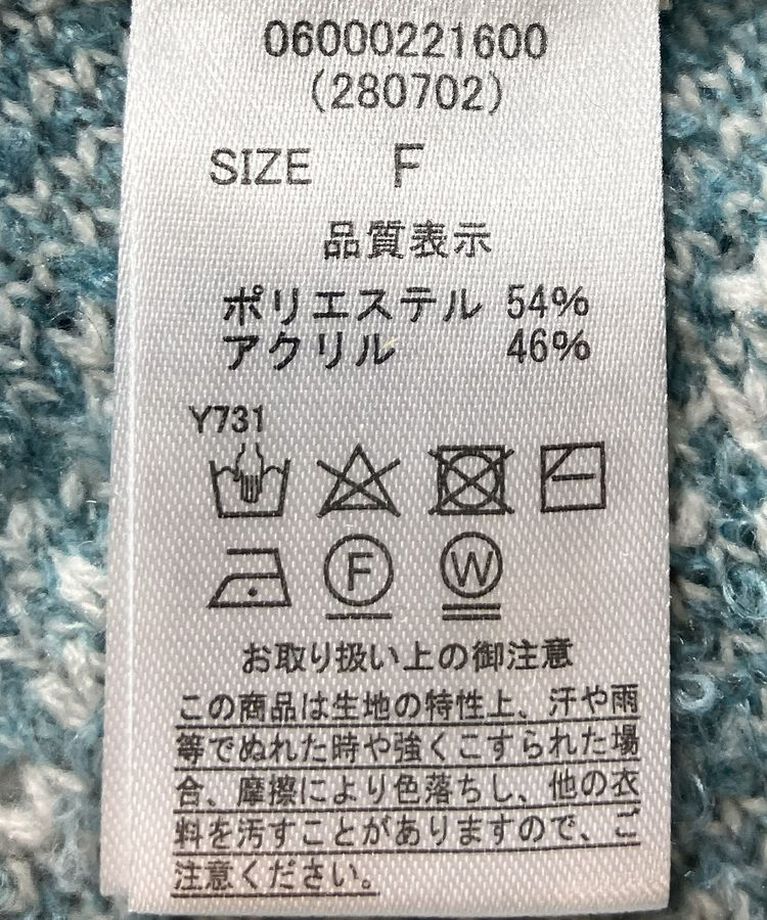 06000221600
(280702)
SIZE F
品質表示
ポリエステル 54%
アクリル 46%
Y731
F W
お取り扱い上の御注意
この商品は生地の特性上、汗や雨
等でぬれた時や強くこすられた場
合、摩擦により色落ちし、他の衣
料を汚すことがありますので、ご
注意ください。